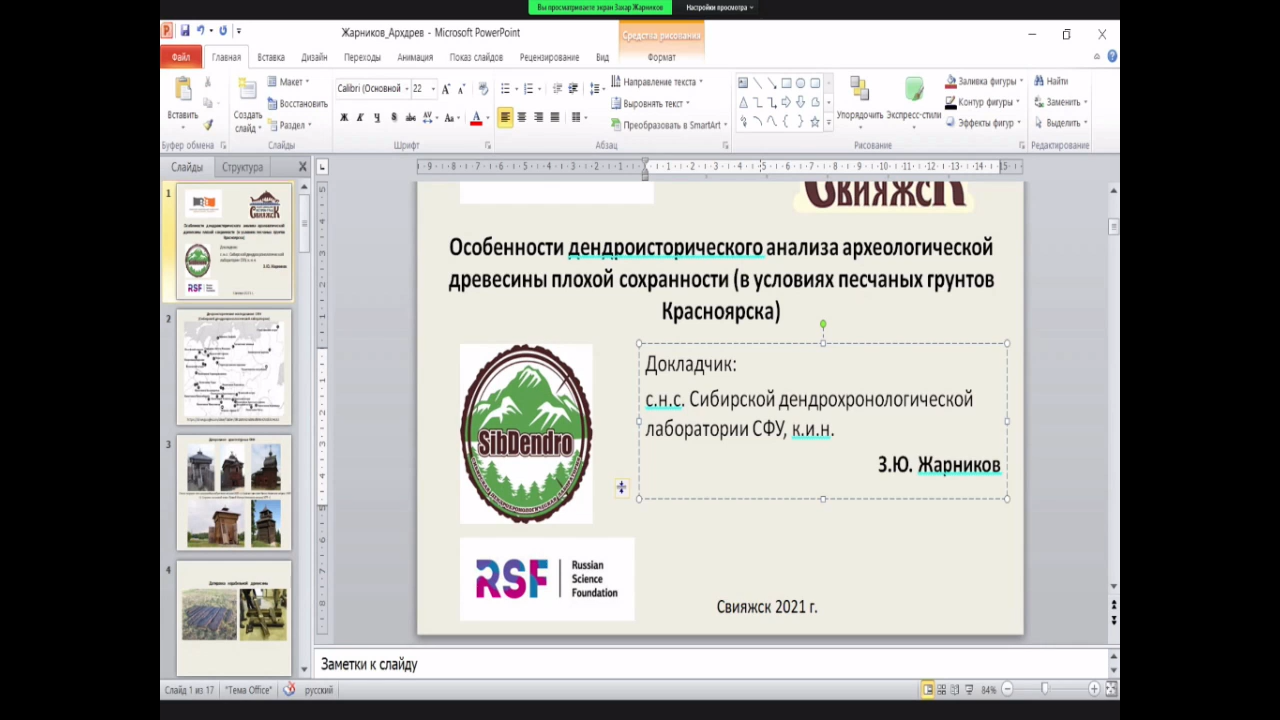 Вы просматриваете экран Захар Жарников
Настройки просмотра
Жарников_Архдрев - Microsoft PowerPoint
Средства рисования
Файл Главная Вставка Дизайн Переходы Анимация Показ слайдов Рецензирование Вид Формат
Вставить
Буфер обмена
Создать слайд
Макет
Восстановить
Раздел
Слайды
Calibri (Основной 22
Шрифт
Направление текста
Выровнять текст
Преобразовать в SmartArt
Абзац
Упорядочить
Экспресс-стили
Заливка фигуры
Контур фигуры
Эффекты фигур
Рисование
Найти
Заменить
Выделить
Редактирование
Слайды Структура
1
2
3
4
СВИЯЖСК
Особенности дендроисторического анализа археологической
древесины плохой сохранности (в условиях песчаных грунтов
Красноярска)
Докладчик:
с.н.с. Сибирской дендрохронологической
лаборатории СФУ, к.и.н.
З.Ю. Жарников
SibDendro
RSF Russian
Science
Foundation
Свияжск 2021 г.
Заметки к слайду
Слайд 1 из 17 "Тема Office" русский 84%